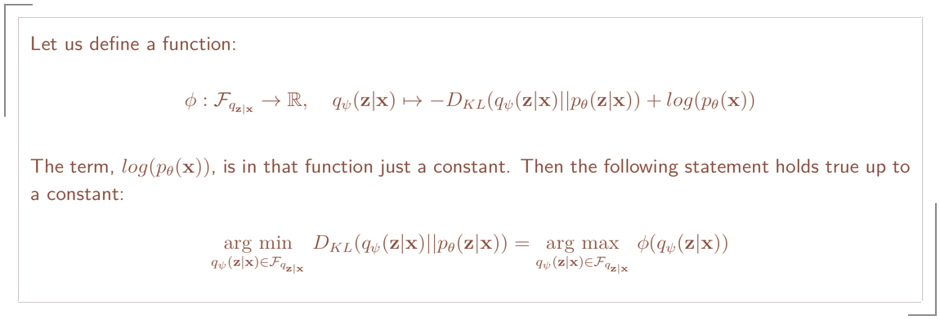 Let us define a function:
$\phi : \mathcal{F}_{q_{\mathbf{z}|\mathbf{x}}} \to \mathbb{R}, \quad q_\psi(\mathbf{z}|\mathbf{x}) \mapsto -D_{KL}(q_\psi(\mathbf{z}|\mathbf{x})||p_\theta(\mathbf{z}|\mathbf{x})) + log(p_\theta(\mathbf{x}))$
The term, $log(p_\theta(\mathbf{x}))$, is in that function just a constant. Then the following statement holds true up to
a constant:
$\underset{q_\psi(\mathbf{z}|\mathbf{x}) \in \mathcal{F}_{q_{\mathbf{z}|\mathbf{x}}}}{\arg\min} D_{KL}(q_\psi(\mathbf{z}|\mathbf{x})||p_\theta(\mathbf{z}|\mathbf{x})) = \underset{q_\psi(\mathbf{z}|\mathbf{x}) \in \mathcal{F}_{q_{\mathbf{z}|\mathbf{x}}}}{\arg\max} \phi(q_\psi(\mathbf{z}|\mathbf{x}))$